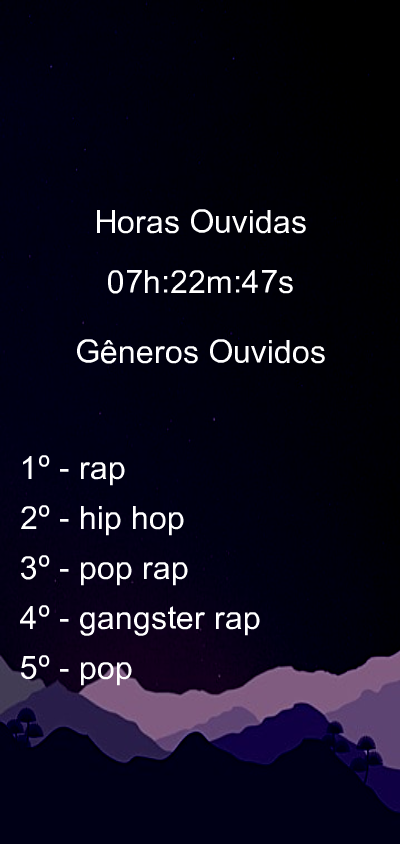 Horas Ouvidas
07h:22m:47s
Gêneros Ouvidos
1º - rap
2º - hip hop
3º - pop rap
4º - gangster rap
5º - pop